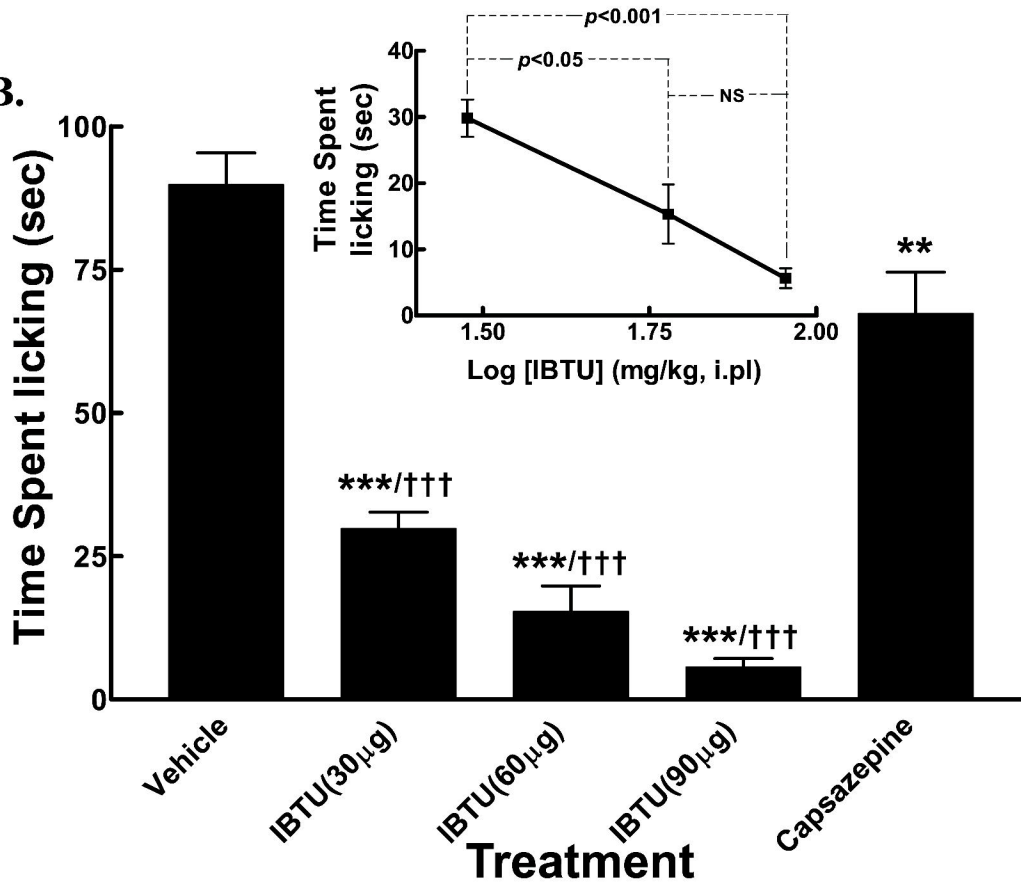 B.
p<0.001
p<0.05
NS
40
30
20
10
0
Time Spent
licking (sec)
1.50 1.75 2.00
Log [IBTU] (mg/kg, i.pl)
100
75
50
25
0
Time Spent licking (sec)
**
***/†††
***/†††
***/†††
Vehicle
IBTU(30μg)
IBTU(60μg)
IBTU(90μg)
Capsazepine
Treatment